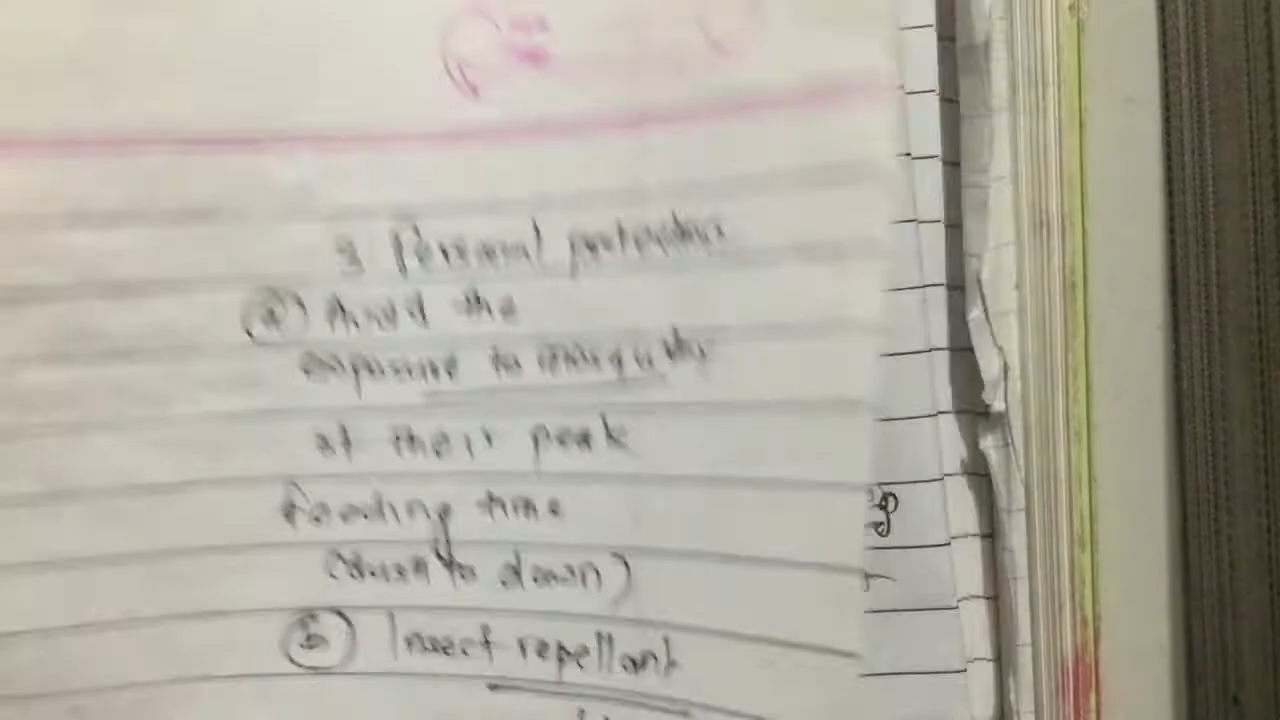 3 Personal protection
(a) Avoid the
exposure to mosquito
at their peak
feeding time
(dusk to dawn)
(b) Insect repellant